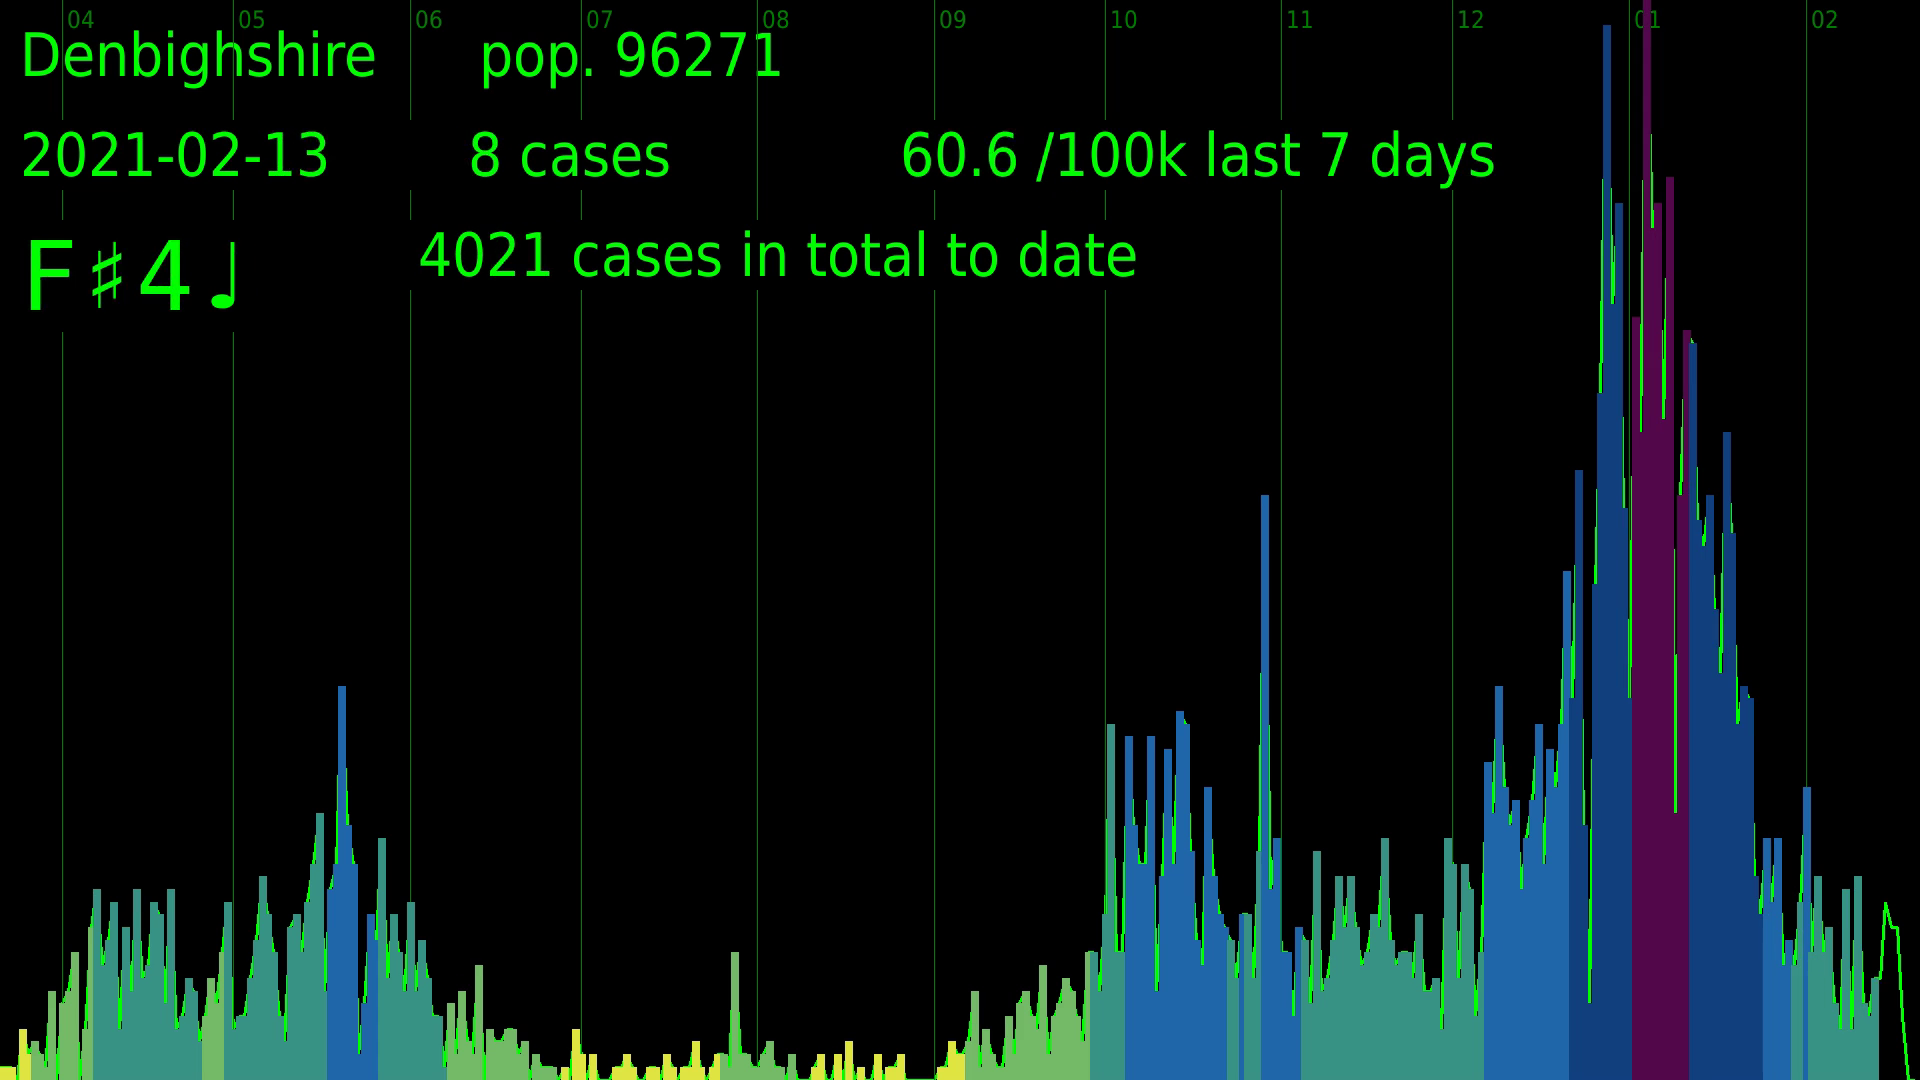 04 05 06 07 08 09 10 11 12 01 02
Denbighshire pop. 96271
2021-02-13 8 cases 60.6 /100k last 7 days
F♯4♩ 4021 cases in total to date